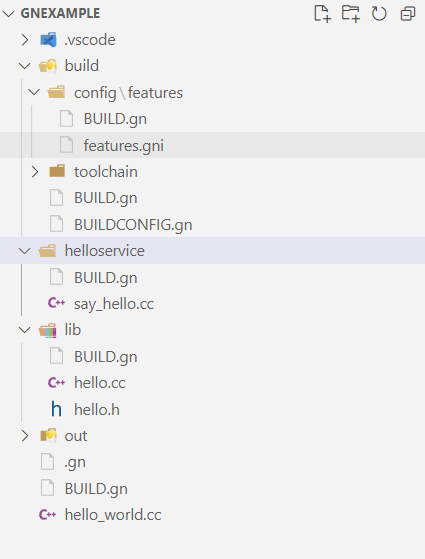 GNEXAMPLE
.vscode
build
config\features
BUILD.gn
features.gni
toolchain
BUILD.gn
BUILDCONFIG.gn
helloservice
BUILD.gn
C++ say_hello.cc
lib
BUILD.gn
C++ hello.cc
h hello.h
out
.gn
BUILD.gn
C++ hello_world.cc